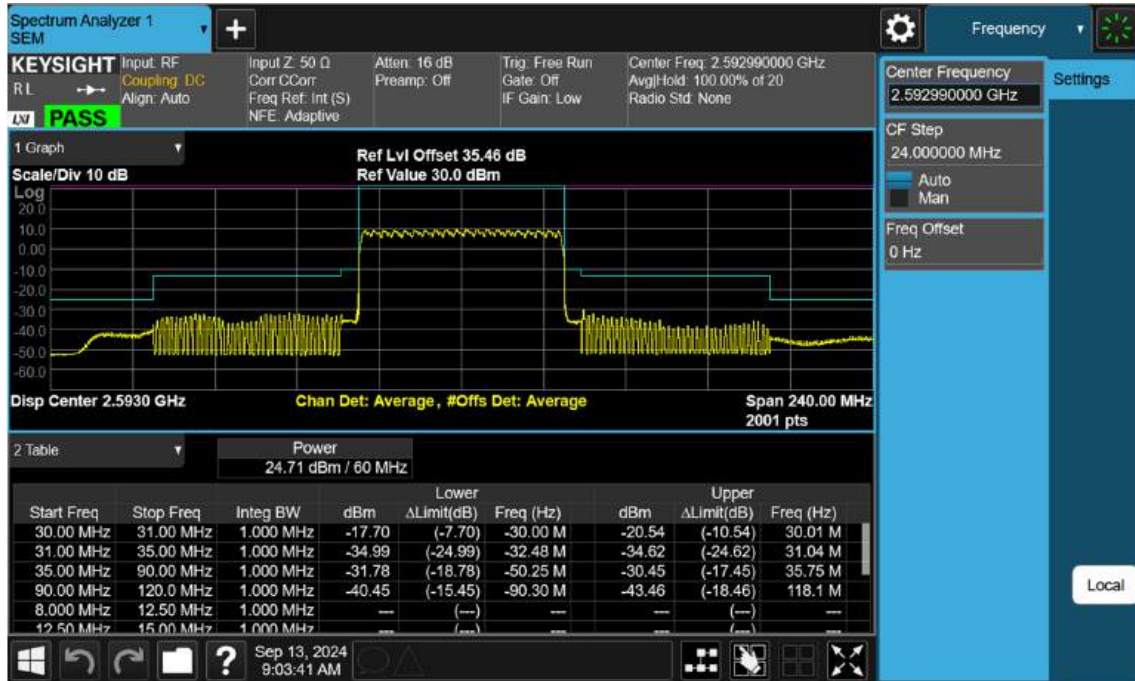 Spectrum Analyzer 1
SEM
Frequency
KEYSIGHT
R L
LXI
PASS
Input: RF
Coupling: DC
Align: Auto
Input Z: 50 Ω
Corr CCorr
Freq Ref: Int (S)
NFE: Adaptive
Atten: 16 dB
Preamp: Off
Trig: Free Run
Gate: Off
IF Gain: Low
Center Freq: 2.592990000 GHz
Avg|Hold: 100.00% of 20
Radio Std: None
Center Frequency
2.592990000 GHz
Settings
CF Step
24.000000 MHz
Auto
Man
Freq Offset
0 Hz
Local
1 Graph
Ref Lvl Offset 35.46 dB
Scale/Div 10 dB
Ref Value 30.0 dBm
Log
20.0
10.0
0.00
-10.0
-20.0
-30.0
-40.0
-50.0
-60.0
Disp Center 2.5930 GHz
Chan Det: Average, #Offs Det: Average
Span 240.00 MHz
2001 pts
2 Table
Power
24.71 dBm / 60 MHz
Lower Upper
Start Freq Stop Freq Integ BW dBm ΔLimit(dB) Freq (Hz) dBm ΔLimit(dB) Freq (Hz)
30.00 MHz 31.00 MHz 1.000 MHz -17.70 (-7.70) -30.00 M -20.54 (-10.54) 30.01 M
31.00 MHz 35.00 MHz 1.000 MHz -34.99 (-24.99) -32.48 M -34.62 (-24.62) 31.04 M
35.00 MHz 90.00 MHz 1.000 MHz -31.78 (-18.78) -50.25 M -30.45 (-17.45) 35.75 M
90.00 MHz 120.0 MHz 1.000 MHz -40.45 (-15.45) -90.30 M -43.46 (-18.46) 118.1 M
8.000 MHz 12.50 MHz 1.000 MHz --- (---) --- --- (---) ---
12.50 MHz 15.00 MHz 1.000 MHz --- (---) --- --- (---) ---
?
Sep 13, 2024
9:03:41 AM